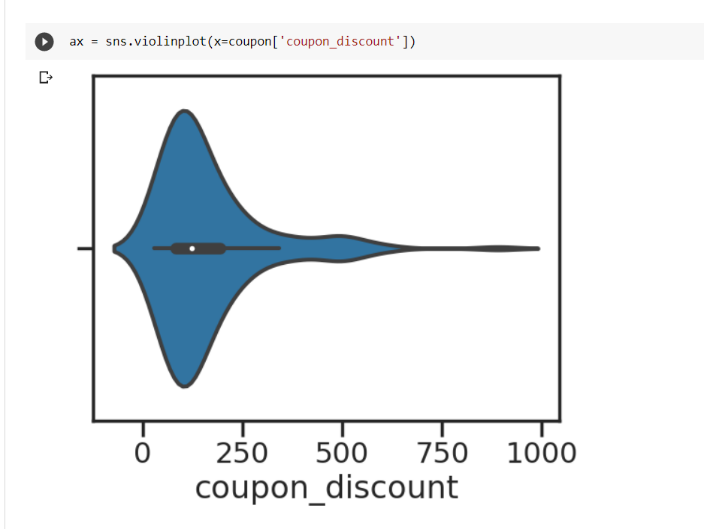 ax = sns.violinplot(x=coupon['coupon_discount'])
0 250 500 750 1000
coupon_discount